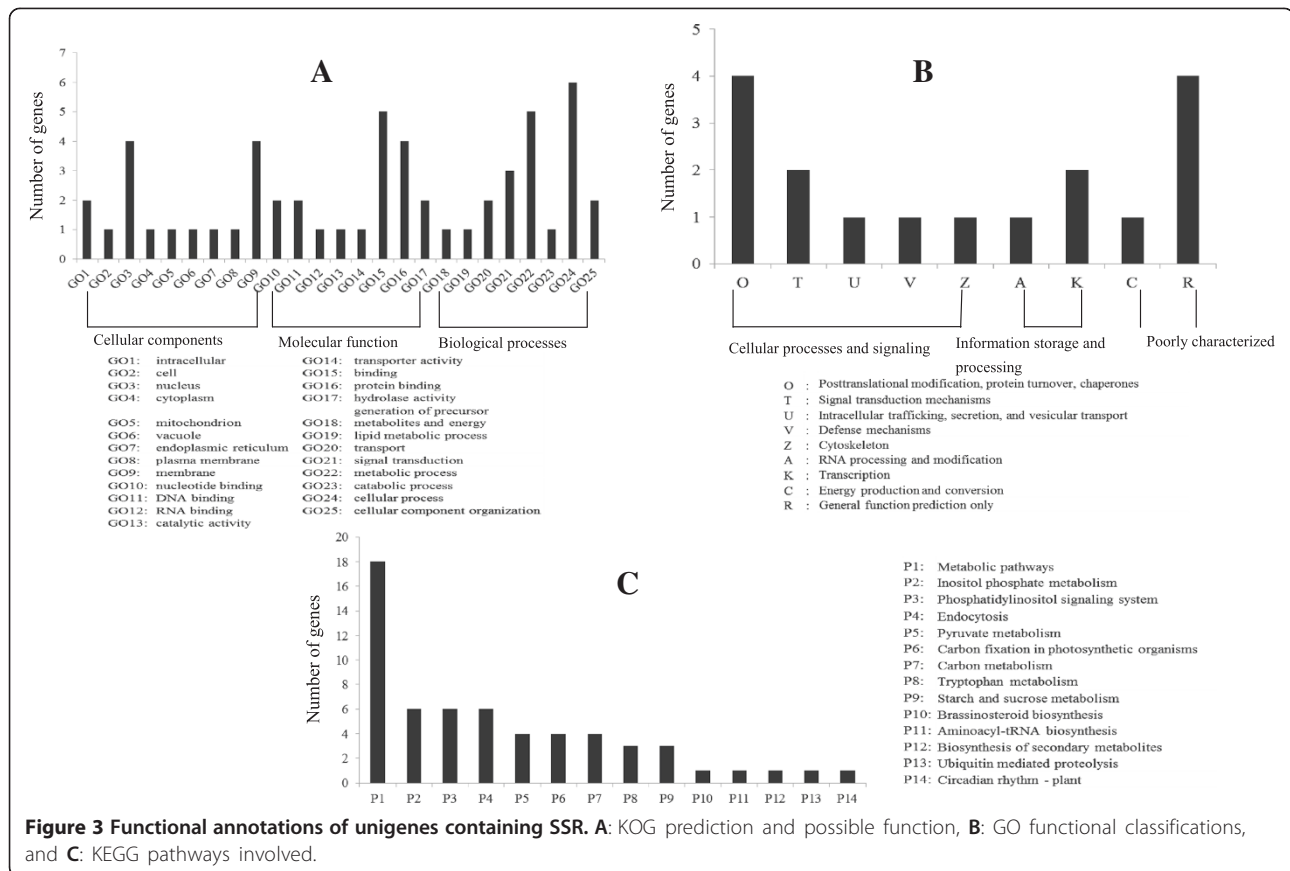 A
Number of genes
7
6
5
4
3
2
1
0
GO1 GO2 GO3 GO4 GO5 GO6 GO7 GO8 GO9 GO10 GO11 GO12 GO13 GO14 GO15 GO16 GO17 GO18 GO19 GO20 GO21 GO22 GO23 GO24 GO25
Cellular components Molecular function Biological processes
GO1: intracellular
GO2: cell
GO3: nucleus
GO4: cytoplasm
GO5: mitochondrion
GO6: vacuole
GO7: endoplasmic reticulum
GO8: plasma membrane
GO9: membrane
GO10: nucleotide binding
GO11: DNA binding
GO12: RNA binding
GO13: catalytic activity
GO14: transporter activity
GO15: binding
GO16: protein binding
GO17: hydrolase activity
generation of precursor
GO18: metabolites and energy
GO19: lipid metabolic process
GO20: transport
GO21: signal transduction
GO22: metabolic process
GO23: catabolic process
GO24: cellular process
GO25: cellular component organization
B
Number of genes
5
4
3
2
1
0
O T U V Z A K C R
Cellular processes and signaling
Information storage and
processing
Poorly characterized
O : Posttranslational modification, protein turnover, chaperones
T : Signal transduction mechanisms
U : Intracellular trafficking, secretion, and vesicular transport
V : Defense mechanisms
Z : Cytoskeleton
A : RNA processing and modification
K : Transcription
C : Energy production and conversion
R : General function prediction only
C
Number of genes
20
18
16
14
12
10
8
6
4
2
0
P1 P2 P3 P4 P5 P6 P7 P8 P9 P10 P11 P12 P13 P14
P1: Metabolic pathways
P2: Inositol phosphate metabolism
P3: Phosphatidylinositol signaling system
P4: Endocytosis
P5: Pyruvate metabolism
P6: Carbon fixation in photosynthetic organisms
P7: Carbon metabolism
P8: Tryptophan metabolism
P9: Starch and sucrose metabolism
P10: Brassinosteroid biosynthesis
P11: Aminoacyl-tRNA biosynthesis
P12: Biosynthesis of secondary metabolites
P13: Ubiquitin mediated proteolysis
P14: Circadian rhythm - plant
Figure 3 Functional annotations of unigenes containing SSR. A: KOG prediction and possible function, B: GO functional classifications,
and C: KEGG pathways involved.